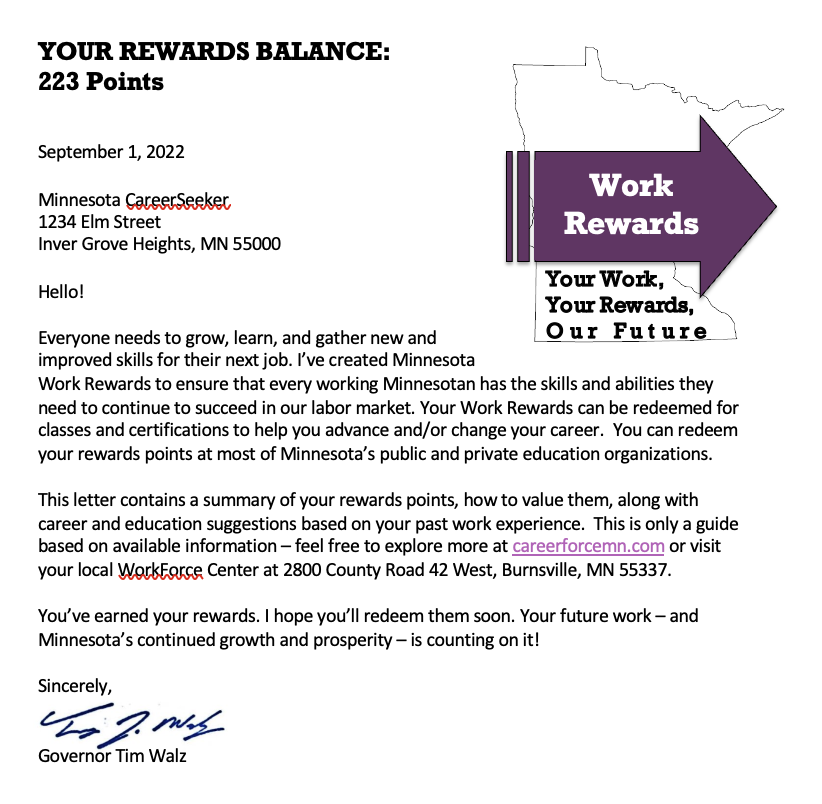 YOUR REWARDS BALANCE:
223 Points
September 1, 2022
Minnesota CareerSeeker
1234 Elm Street
Inver Grove Heights, MN 55000
Work
Rewards
Your Work,
Your Rewards,
Our Future
Hello!
Everyone needs to grow, learn, and gather new and
improved skills for their next job. I’ve created Minnesota
Work Rewards to ensure that every working Minnesotan has the skills and abilities they
need to continue to succeed in our labor market. Your Work Rewards can be redeemed for
classes and certifications to help you advance and/or change your career.  You can redeem
your rewards points at most of Minnesota’s public and private education organizations.
This letter contains a summary of your rewards points, how to value them, along with
career and education suggestions based on your past work experience.  This is only a guide
based on available information – feel free to explore more at careerforcemn.com or visit
your local WorkForce Center at 2800 County Road 42 West, Burnsville, MN 55337.
You’ve earned your rewards. I hope you’ll redeem them soon. Your future work – and
Minnesota’s continued growth and prosperity – is counting on it!
Sincerely,
Governor Tim Walz